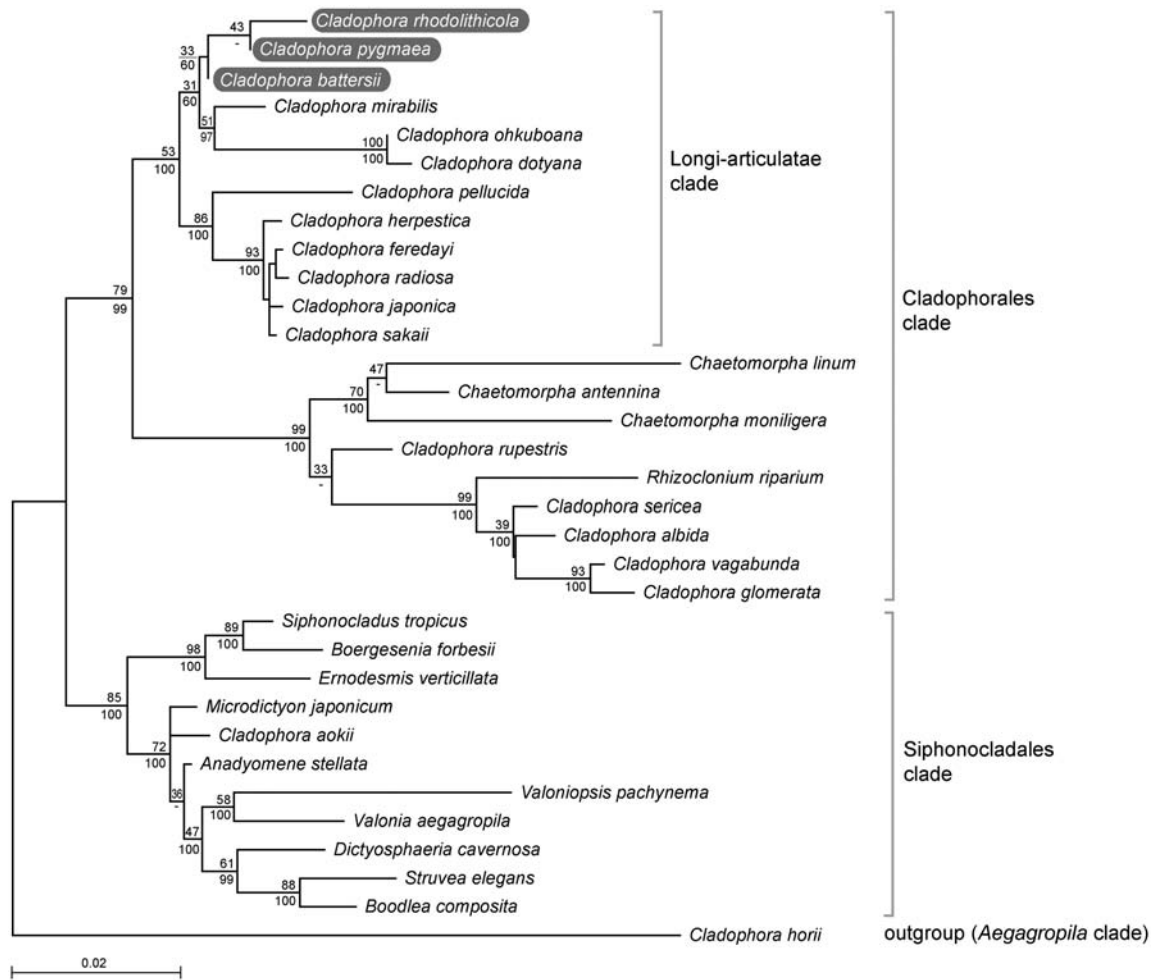 43
-
Cladophora rhodolithicola
Cladophora pygmaea
33
60
Cladophora battersii
31
60
Cladophora mirabilis
51
97
Cladophora ohkuboana
100
100
Cladophora dotyana
53
100
Cladophora pellucida
86
100
Cladophora herpestica
93
100
Cladophora feredayi
Cladophora radiosa
Cladophora japonica
Cladophora sakaii
Longi-articulatae
clade
79
99
Chaetomorpha linum
47
-
Chaetomorpha antennina
70
100
Chaetomorpha moniligera
99
100
Cladophora rupestris
33
-
Rhizoclonium riparium
99
100
Cladophora sericea
39
100
Cladophora albida
Cladophora vagabunda
93
100
Cladophora glomerata
Cladophorales
clade
Siphonocladus tropicus
89
100
Boergesenia forbesii
98
100
Ernodesmis verticillata
85
100
Microdictyon japonicum
72
100
Cladophora aokii
Anadyomene stellata
36
-
Valoniopsis pachynema
58
100
Valonia aegagropila
47
100
Dictyosphaeria cavernosa
61
99
Struvea elegans
88
100
Boodlea composita
Siphonocladales
clade
Cladophora horii
outgroup (Aegagropila clade)
0.02